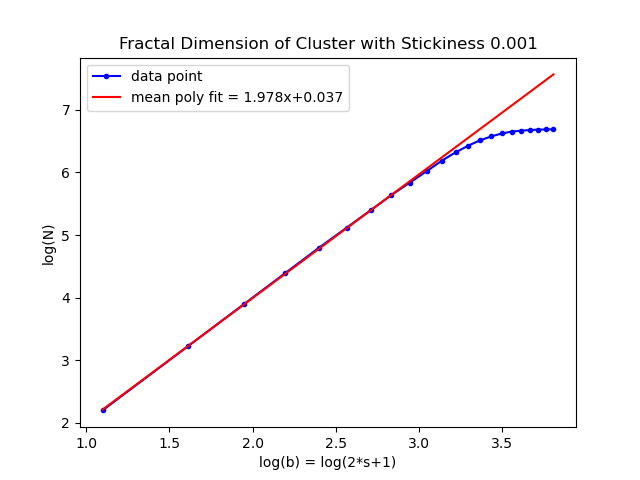 Fractal Dimension of Cluster with Stickiness 0.001
data point
mean poly fit = 1.978x+0.037
log(N)
7
6
5
4
3
2
1.0 1.5 2.0 2.5 3.0 3.5
log(b) = log(2*s+1)